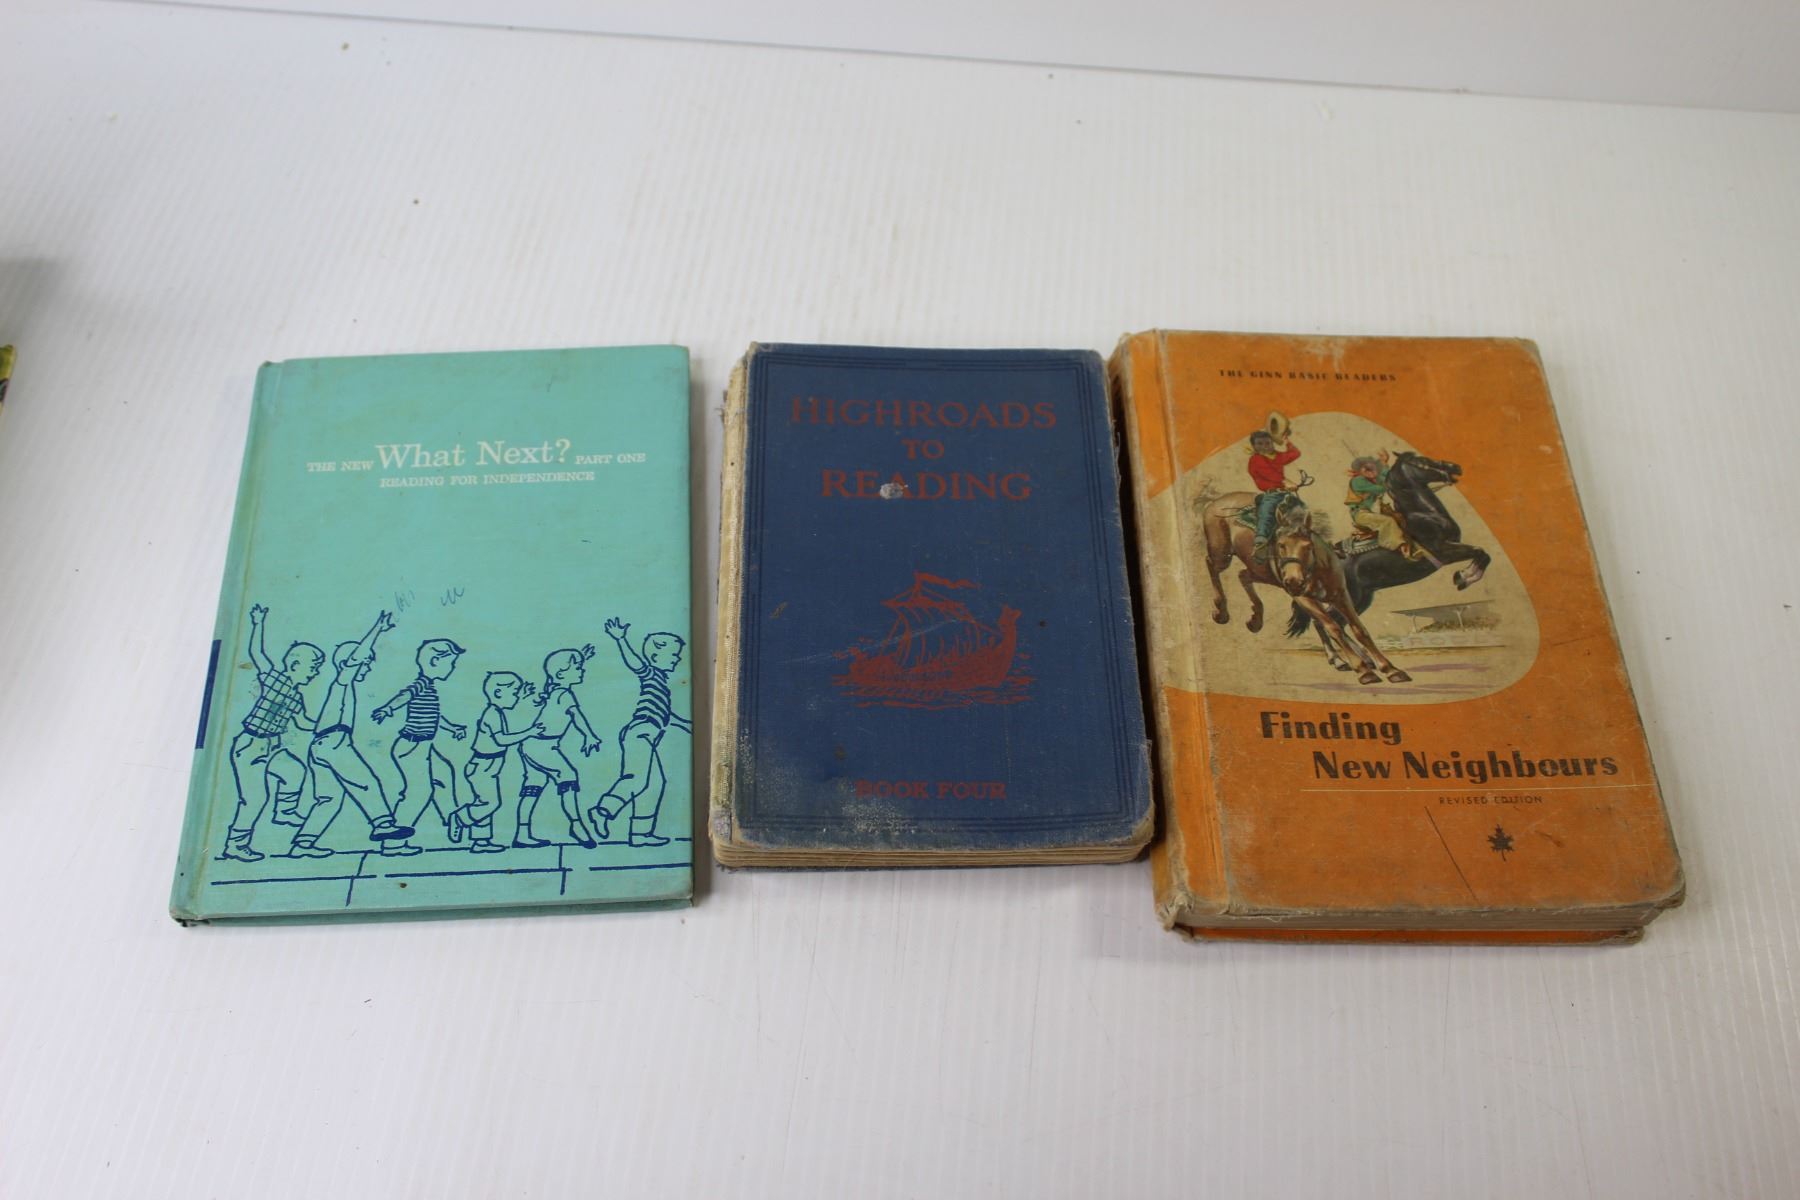 THE NEW What Next? PART ONE
READING FOR INDEPENDENCE
HIGHROADS
TO
READING
BOOK FOUR
THE GINN BASIC READERS
Finding
New Neighbours
REVISED EDITION